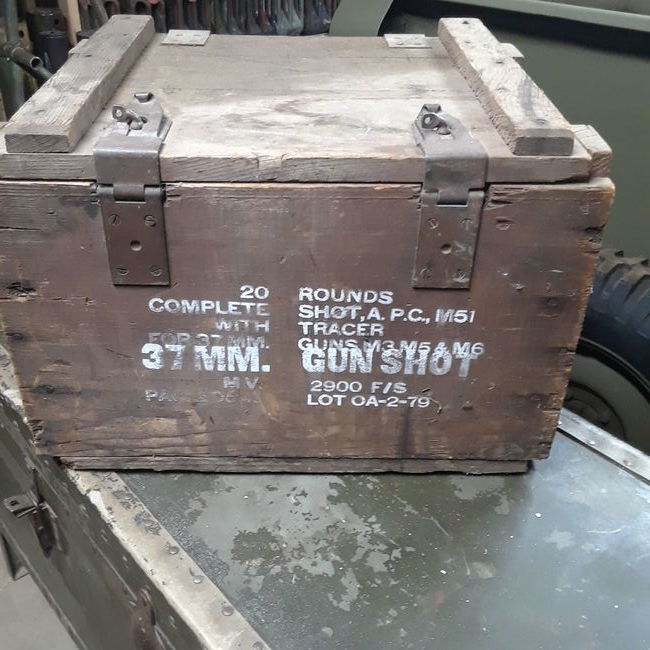 20 ROUNDS
COMPLETE SHOT, A.P.C., M51
WITH TRACER
FOR 37 MM. GUNS M3, M5 & M6
37 MM. GUN SHOT
M.V. 2900 F/S
LOT OA-2-79